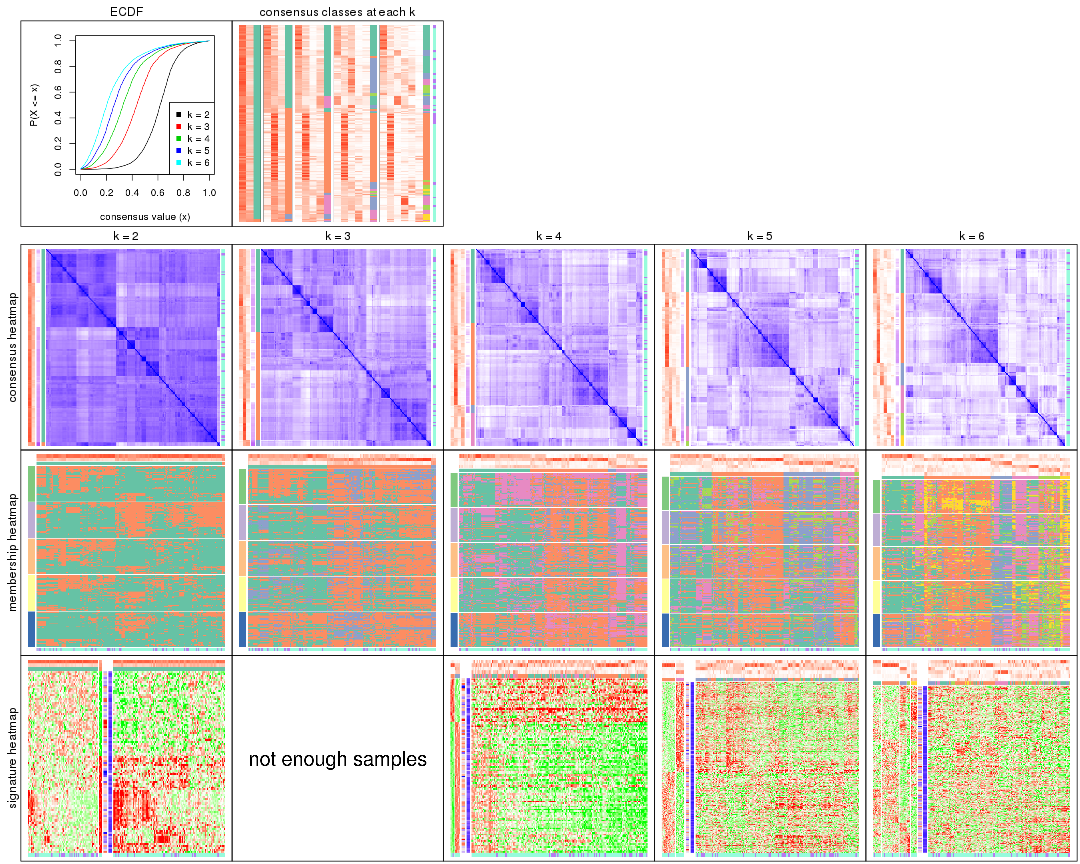 ECDF
consensus classes at each k
P(X <= x)
0.0 0.2 0.4 0.6 0.8 1.0
k = 2
k = 3
k = 4
k = 5
k = 6
0.0 0.2 0.4 0.6 0.8 1.0
consensus value (x)
k = 2
k = 3
k = 4
k = 5
k = 6
consensus heatmap
membership heatmap
signature heatmap
not enough samples